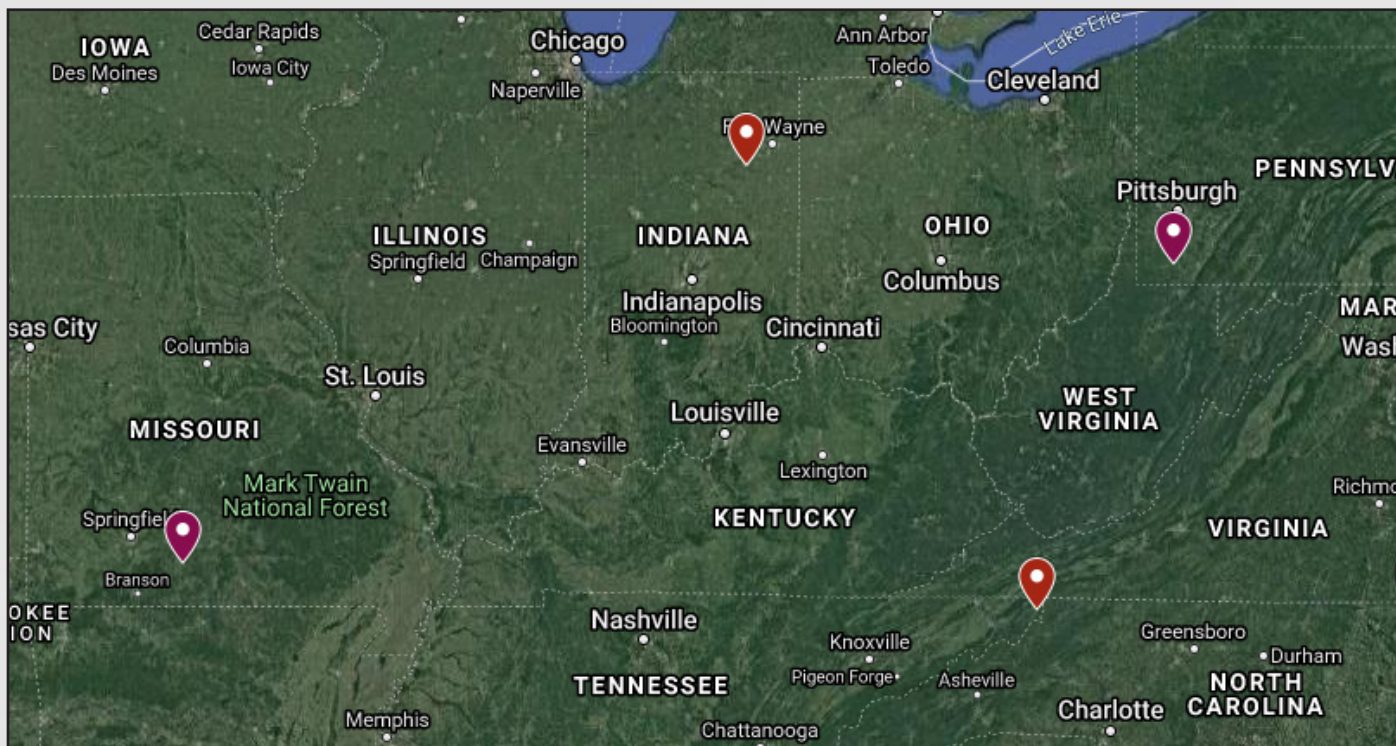 IOWA
Des Moines
Cedar Rapids
Iowa City
Chicago
Naperville
Ann Arbor
Toledo
Lake Erie
Cleveland
Wayne
PENNSYLV
Pittsburgh
ILLINOIS
Springfield
Champaign
INDIANA
Indianapolis
Bloomington
OHIO
Columbus
Cincinnati
MAR
Wash
sas City
Columbia
St. Louis
MISSOURI
Mark Twain
National Forest
Springfield
Branson
Evansville
Louisville
Lexington
KENTUCKY
WEST
VIRGINIA
Richmo
VIRGINIA
OKEE
ION
Nashville
TENNESSEE
Memphis
Knoxville
Pigeon Forge
Chattanooga
Asheville
Charlotte
Greensboro
Durham
NORTH
CAROLINA